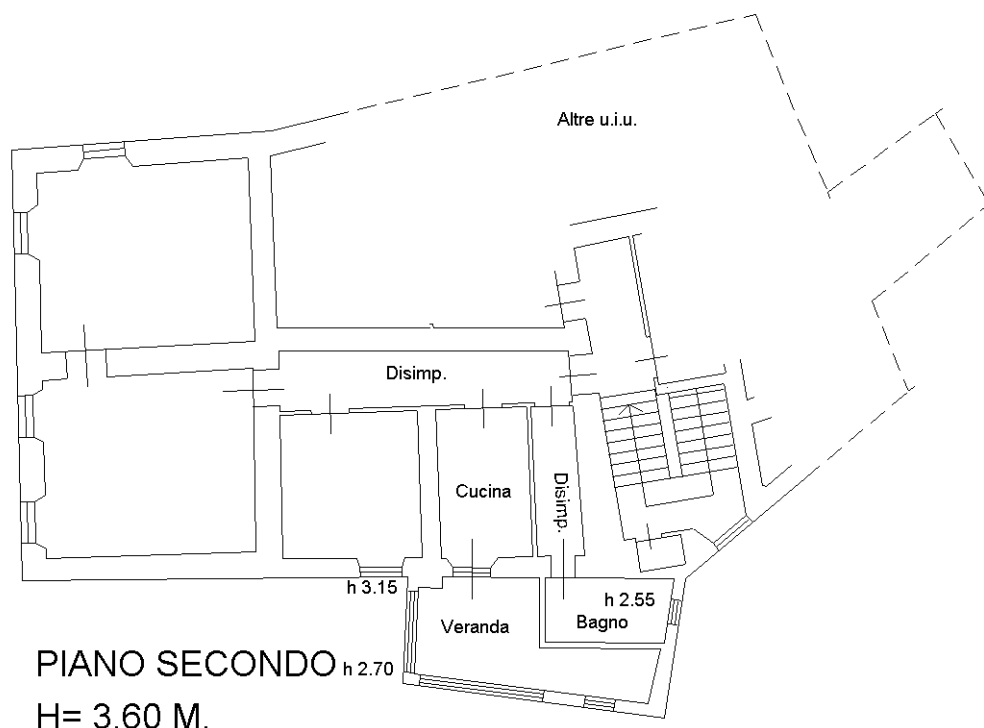 Altre u.i.u.
Disimp.
Cucina
Disimp.
h 3.15
h 2.55
Bagno
Veranda
PIANO SECONDO h 2.70
H= 3.60 M.